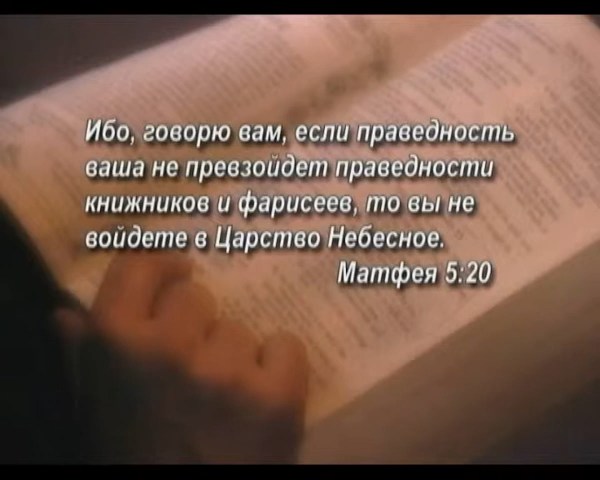 Ибо, говорю вам, если праведность
ваша не превзойдет праведности
книжников и фарисеев, то вы не
войдете в Царство Небесное.
Матфея 5:20